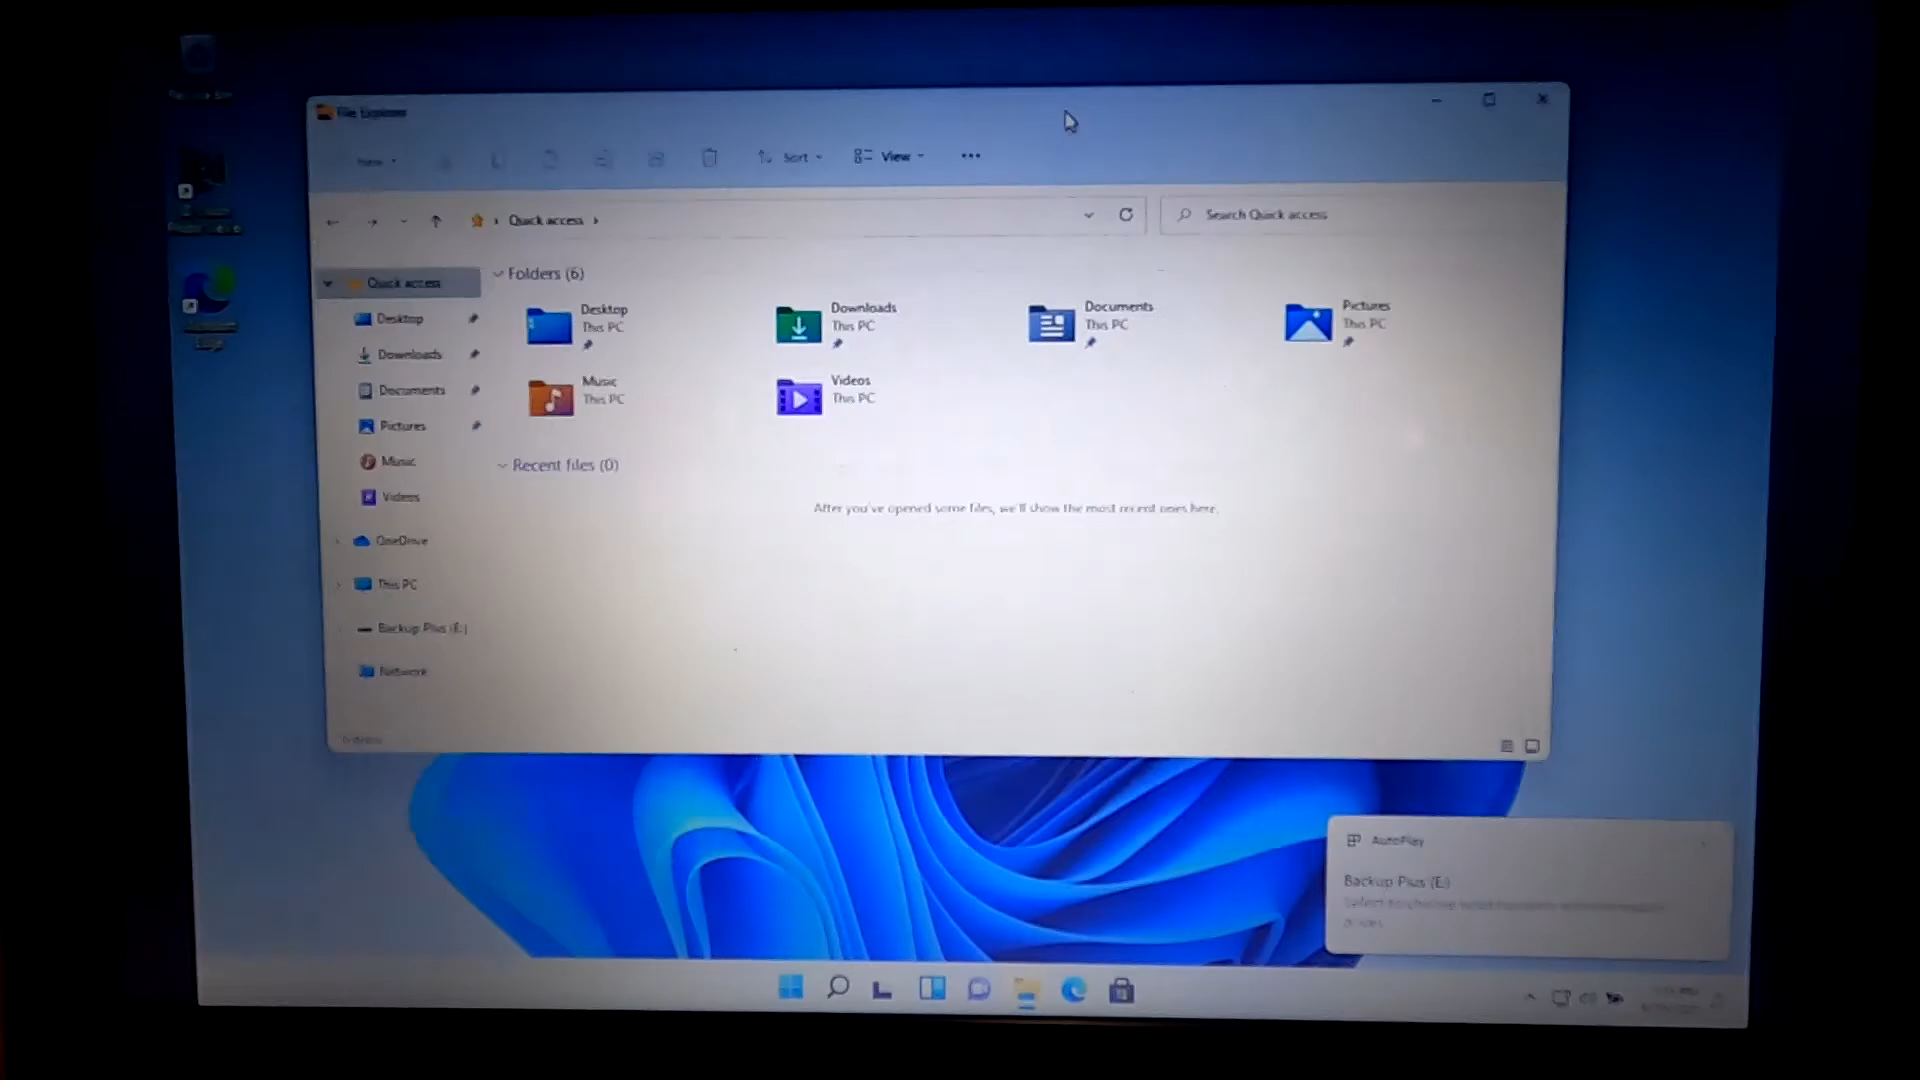 File Explorer
New
Sort
View
Quick access
Search Quick access
Quick access
Desktop
Downloads
Documents
Pictures
Music
Videos
OneDrive
This PC
Backup Plus (E:)
Network
Folders (6)
Desktop
This PC
Downloads
This PC
Documents
This PC
Pictures
This PC
Music
This PC
Videos
This PC
Recent files (0)
After you've opened some files, we'll show the most recent ones here.
AutoPlay
Backup Plus (E:)